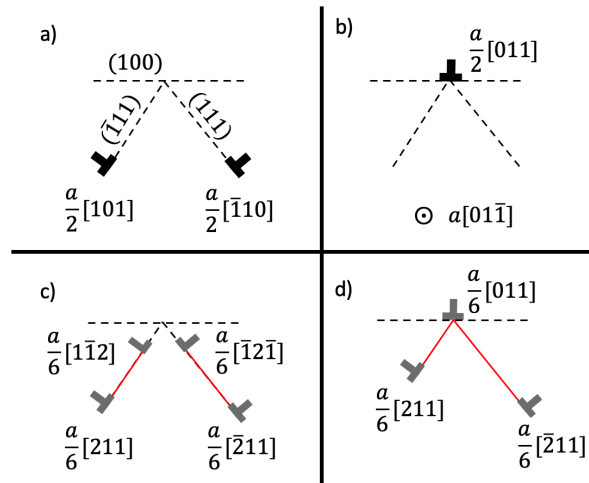 a)
(100)
(1̅11)
(111)
a/2 [101]
a/2 [1̅10]
b)
a/2 [011]
a[011̅]
c)
a/6 [11̅2]
a/6 [1̅21̅]
a/6 [211]
a/6 [2̅11]
d)
a/6 [011]
a/6 [211]
a/6 [2̅11]